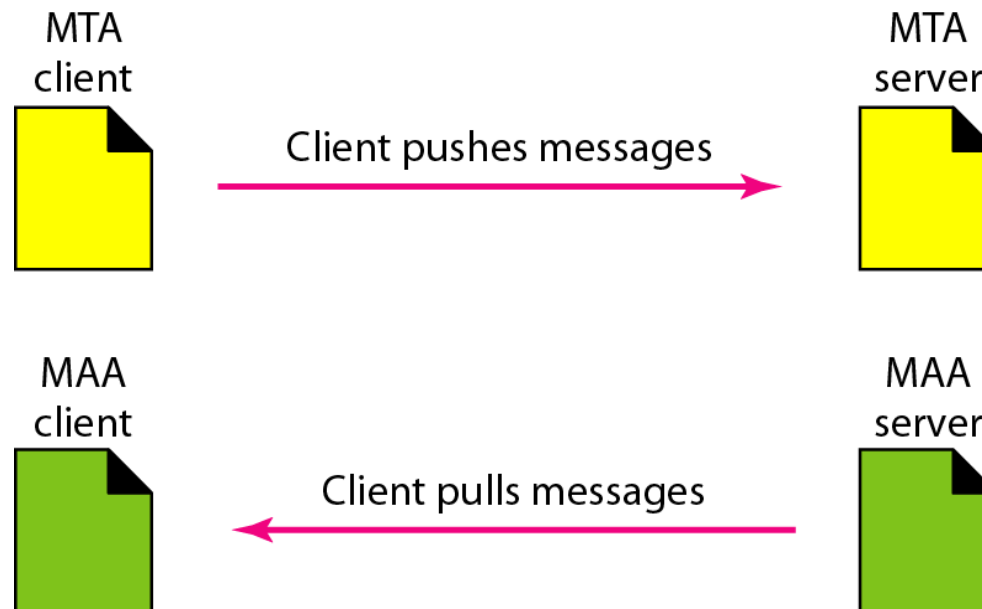 MTA
client
MTA
server
Client pushes messages
MAA
client
MAA
server
Client pulls messages